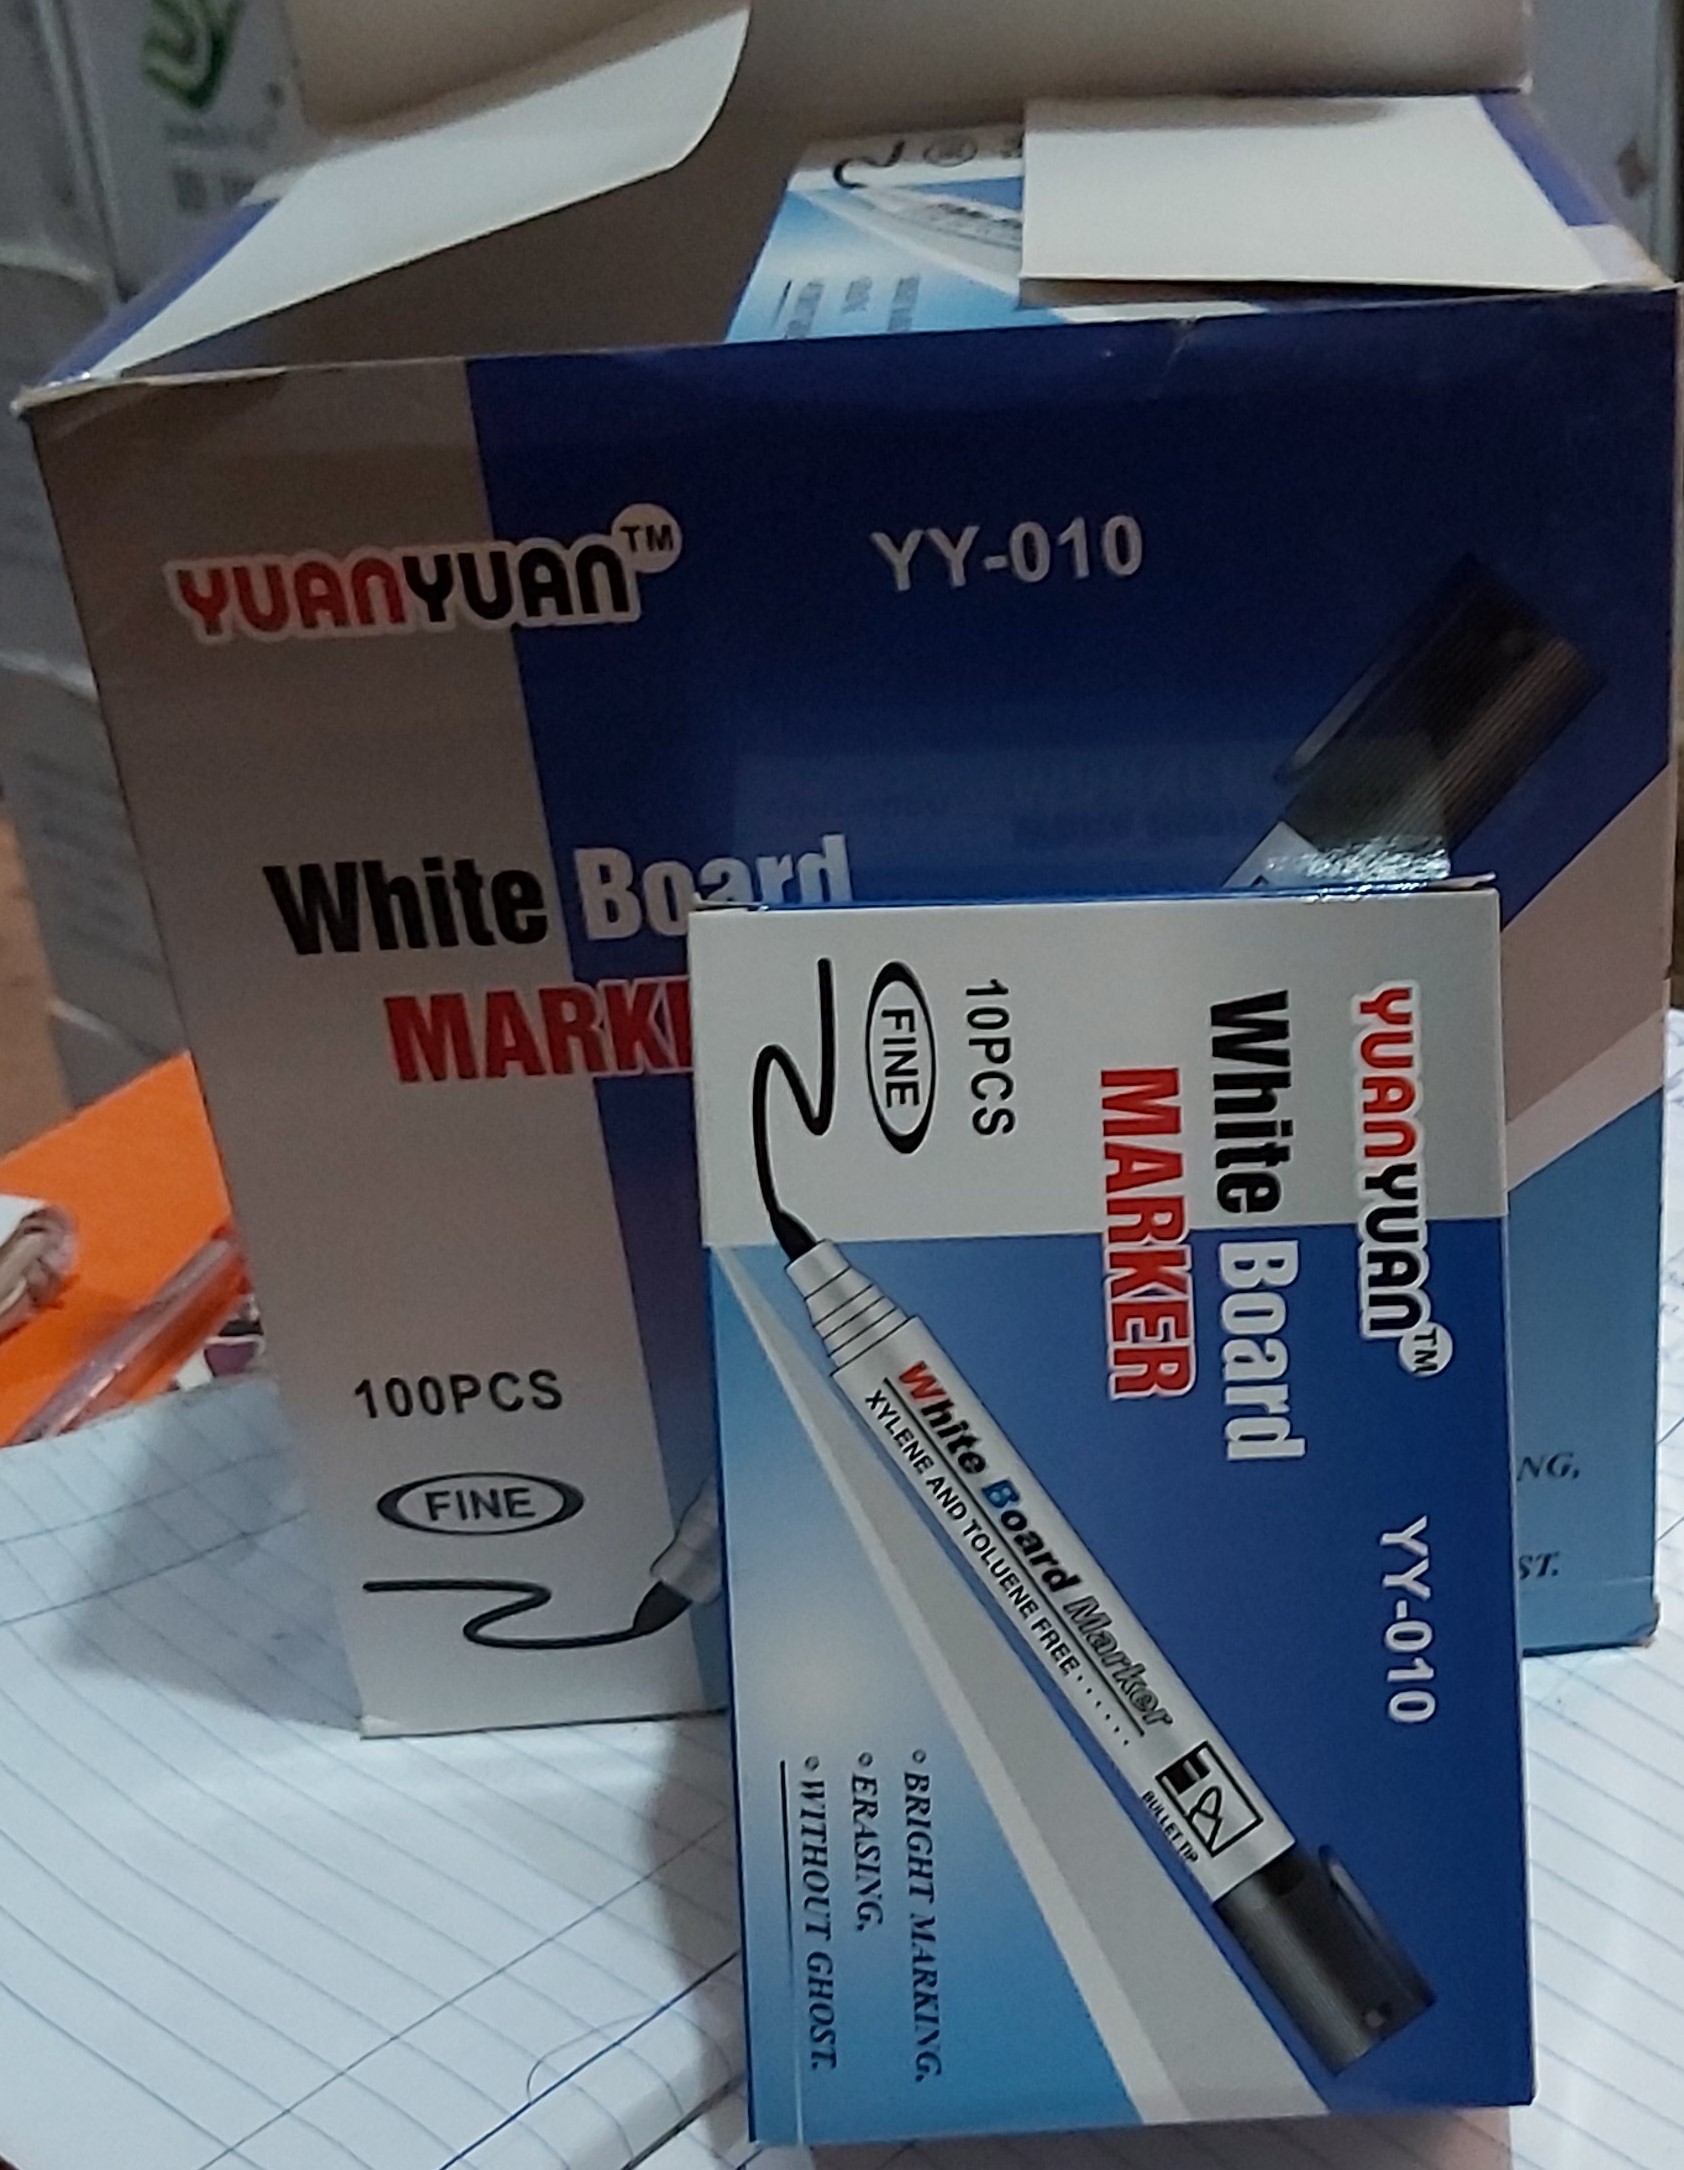 YUANYUAN™
YY-010
White Board
MARKE
100PCS
FINE
NG,
ST.
YUANYUAN™
YY-010
White Board
MARKER
10PCS
FINE
White Board Marker
XYLENE AND TOLUENE FREE......
BULLET TIP
◦ BRIGHT MARKING,
◦ ERASING,
◦ WITHOUT GHOST.